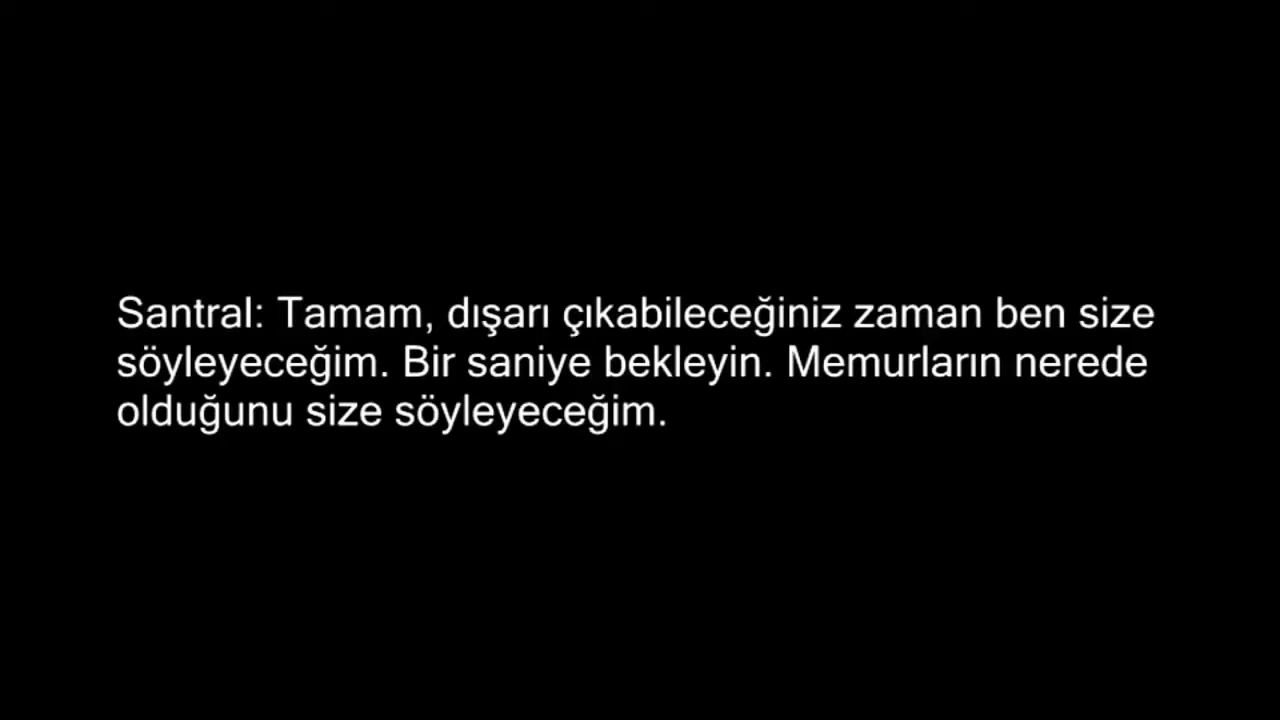 Santral: Tamam, dışarı çıkabileceğiniz zaman ben size
söyleyeceğim. Bir saniye bekleyin. Memurların nerede
olduğunu size söyleyeceğim.